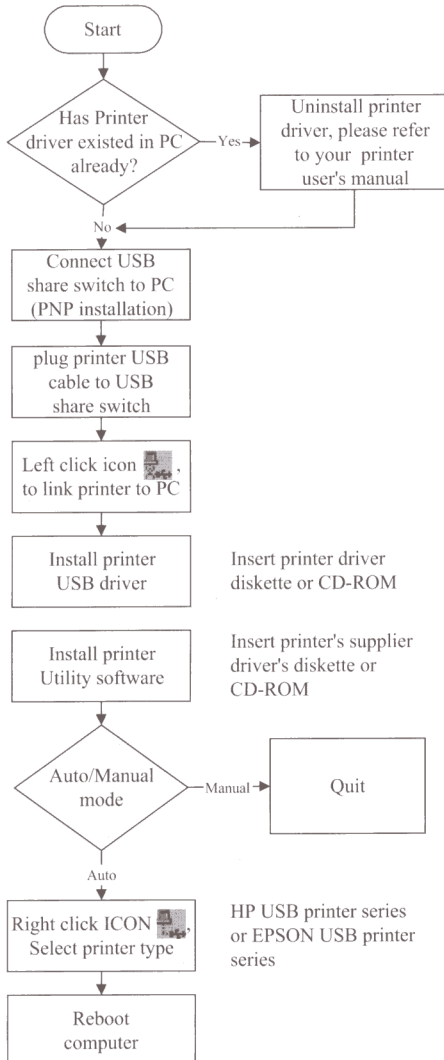 Start
Has Printer
driver existed in PC
already?
Yes
Uninstall printer
driver, please refer
to your printer
user's manual
No
Connect USB
share switch to PC
(PNP installation)
plug printer USB
cable to USB
share switch
Left click icon ,
to link printer to PC
Install printer
USB driver
Insert printer driver
diskette or CD-ROM
Install printer
Utility software
Insert printer's supplier
driver's diskette or
CD-ROM
Auto/Manual
mode
Manual
Quit
Auto
Right click ICON ,
Select printer type
HP USB printer series
or EPSON USB printer
series
Reboot
computer